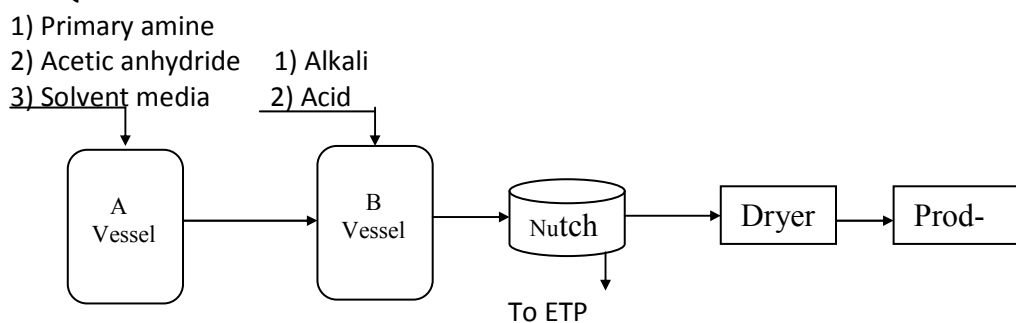 1) Primary amine
2) Acetic anhydride 1) Alkali
3) Solvent media 2) Acid
A
Vessel
B
Vessel
Nutch
Dryer
Prod-
To ETP